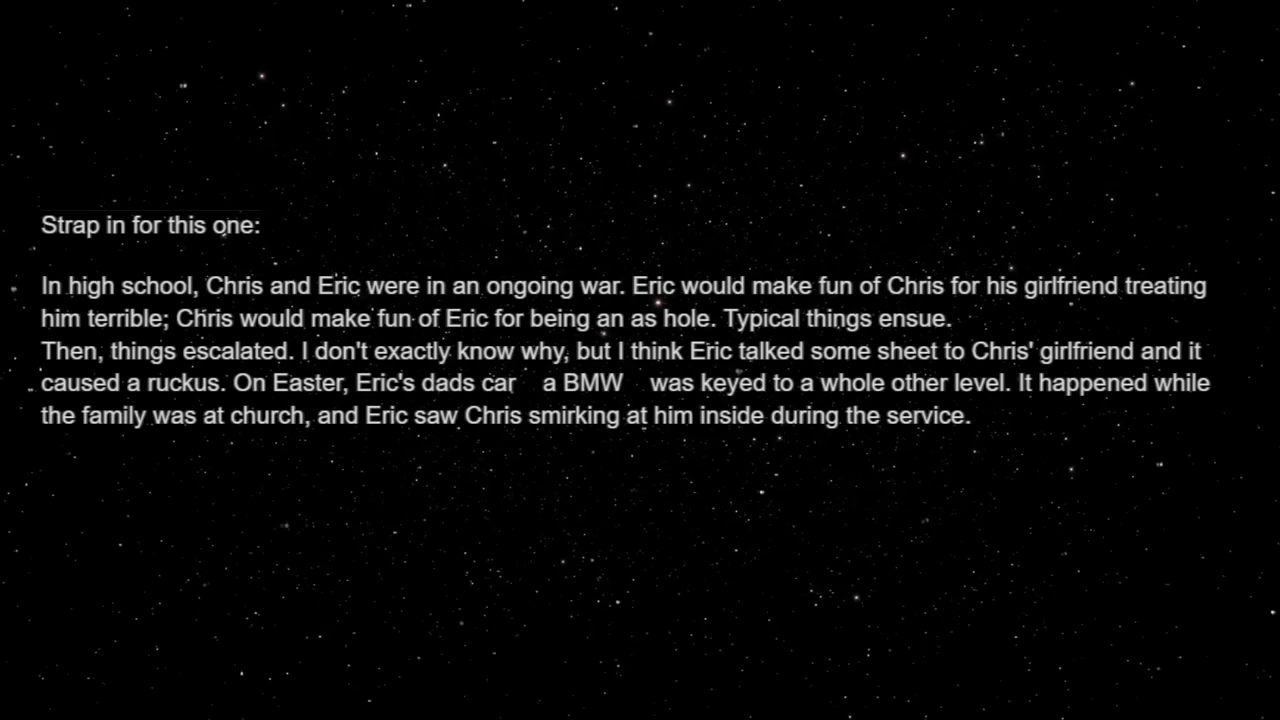 Strap in for this one:
In high school, Chris and Eric were in an ongoing war. Eric would make fun of Chris for his girlfriend treating
him terrible; Chris would make fun of Eric for being an as hole. Typical things ensue.
Then, things escalated. I don't exactly know why, but I think Eric talked some sheet to Chris' girlfriend and it
caused a ruckus. On Easter, Eric's dads car a BMW was keyed to a whole other level. It happened while
the family was at church, and Eric saw Chris smirking at him inside during the service.